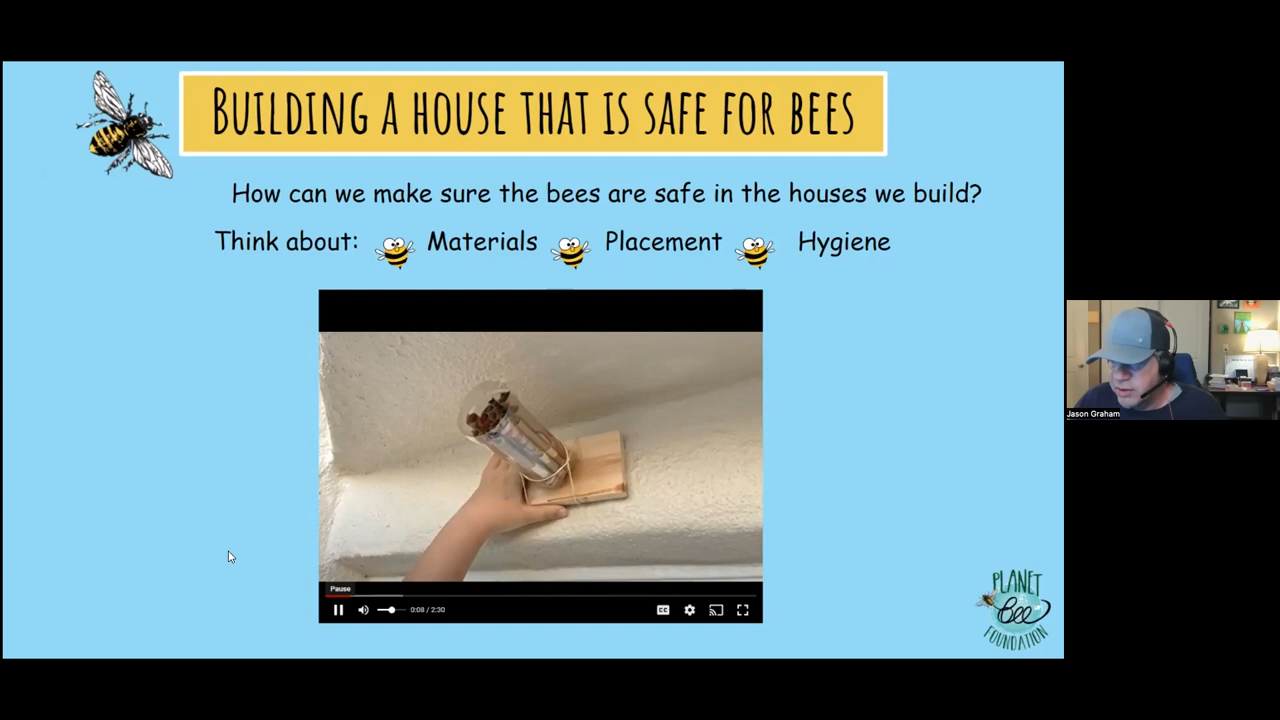 BUILDING A HOUSE THAT IS SAFE FOR BEES
How can we make sure the bees are safe in the houses we build?
Think about: Materials Placement Hygiene
Pause
0:08 / 2:30
CC
PLANET
Bee
FOUNDATION
Jason Graham